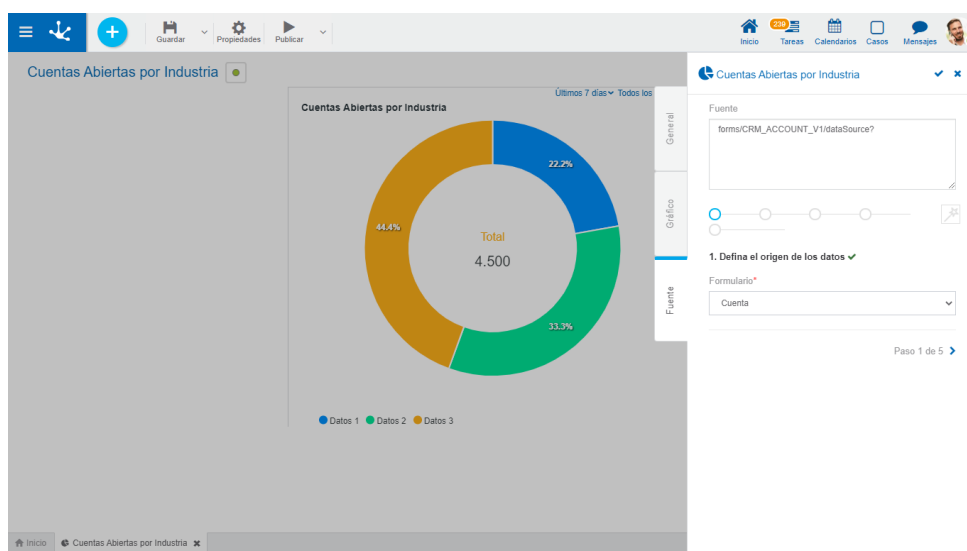 Guardar
Propiedades
Publicar
Inicio
239
Tareas
Calendarios
Casos
Mensajes
Cuentas Abiertas por Industria
Últimos 7 días Todos los
Cuentas Abiertas por Industria
22.2%
44.4%
33.3%
Total
4.500
Datos 1 Datos 2 Datos 3
General
Gráfico
Fuente
Cuentas Abiertas por Industria
Fuente
forms/CRM_ACCOUNT_V1/dataSource?
1. Defina el origen de los datos
Formulario*
Cuenta
Paso 1 de 5
Inicio
Cuentas Abiertas por Industria